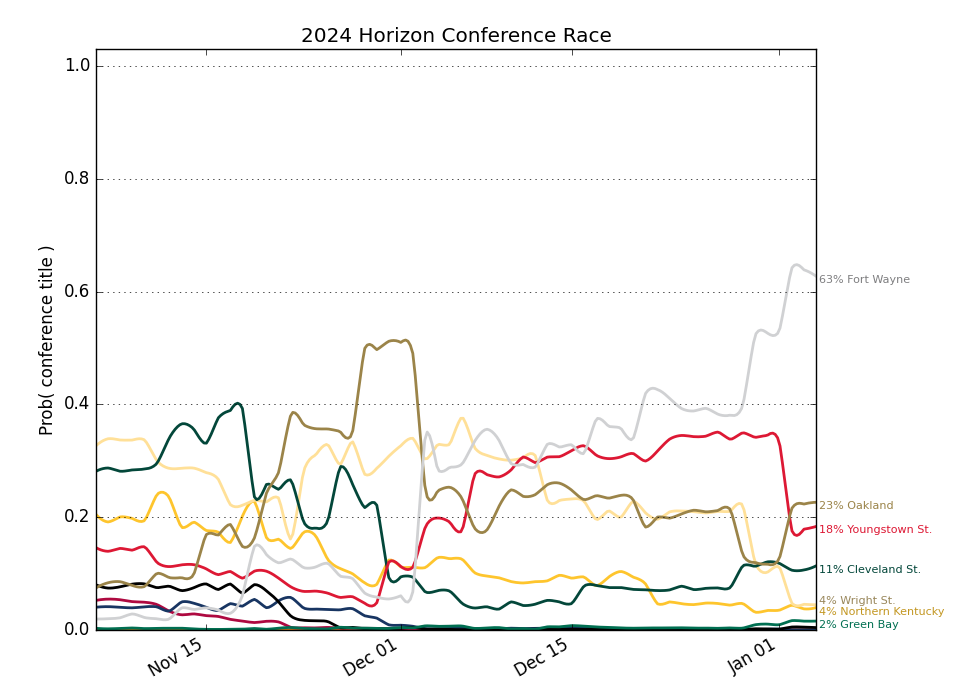 2024 Horizon Conference Race
Prob( conference title )
1.0
0.8
0.6
0.4
0.2
0.0
63% Fort Wayne
23% Oakland
18% Youngstown St.
11% Cleveland St.
4% Wright St.
4% Northern Kentucky
2% Green Bay
Nov 15
Dec 01
Dec 15
Jan 01